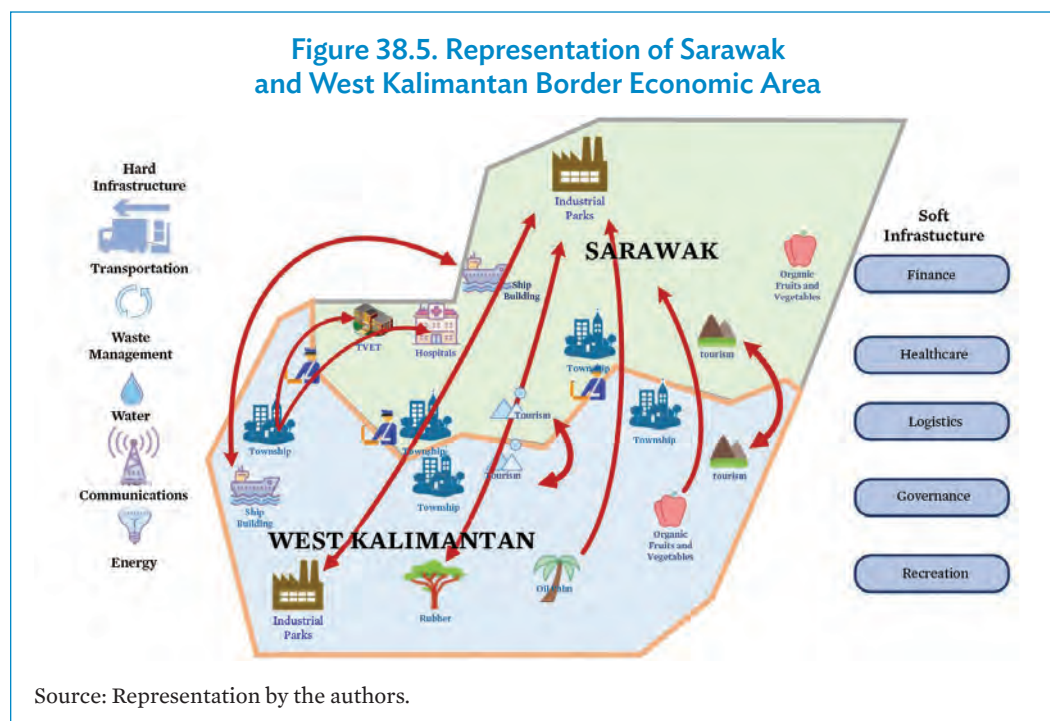 Figure 38.5. Representation of Sarawak
and West Kalimantan Border Economic Area
Hard
Infrastructure
Transportation
Waste
Management
Water
Communications
Energy
Industrial
Parks
SARAWAK
Ship
Building
Organic
Fruits and
Vegetables
TVET
Hospitals
Township
tourism
Tourism
Township
Township
Township
Tourism
Township
tourism
Ship
Building
WEST KALIMANTAN
Organic
Fruits and
Vegetables
Industrial
Parks
Rubber
Oil Palm
Soft
Infrastucture
Finance
Healthcare
Logistics
Governance
Recreation
Source: Representation by the authors.